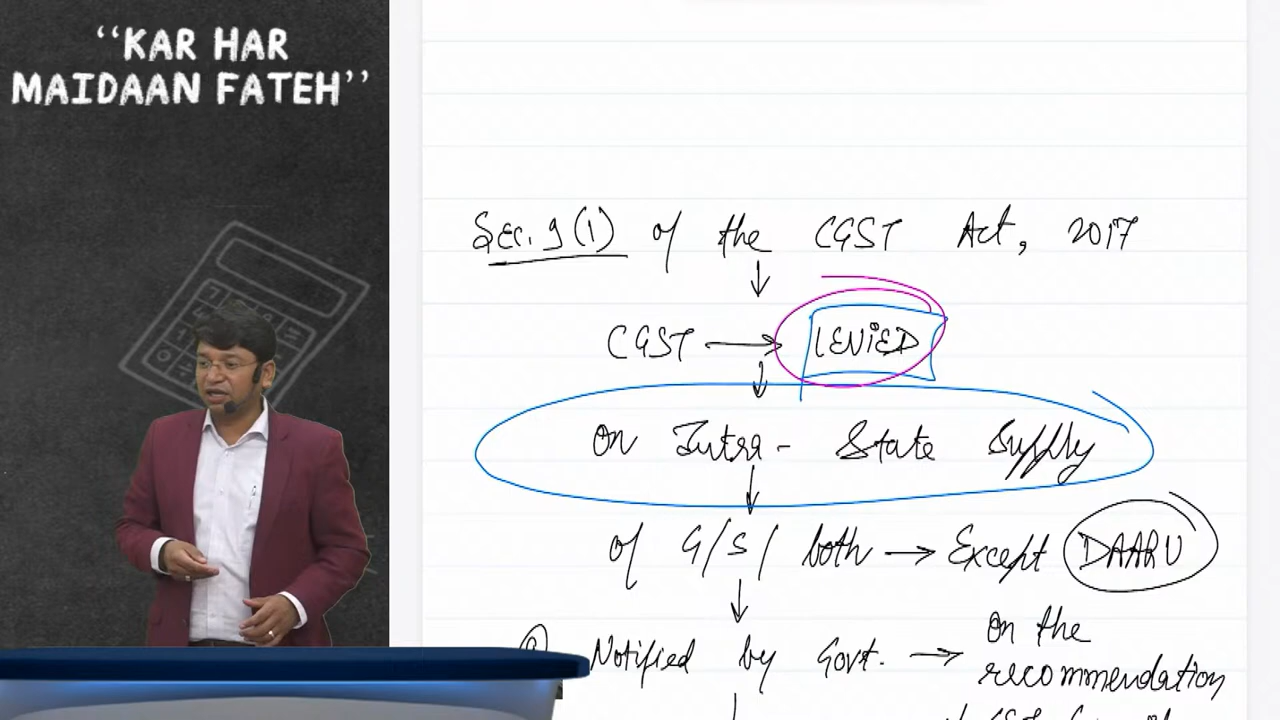 “KAR HAR
MAIDAAN FATEH”
Sec. 9(1) of the CGST Act, 2017
CGST → LEVIED
On Intra-State Supply
of G/S/ both → Except DAARU
Notified by Govt. → On the
recommendation